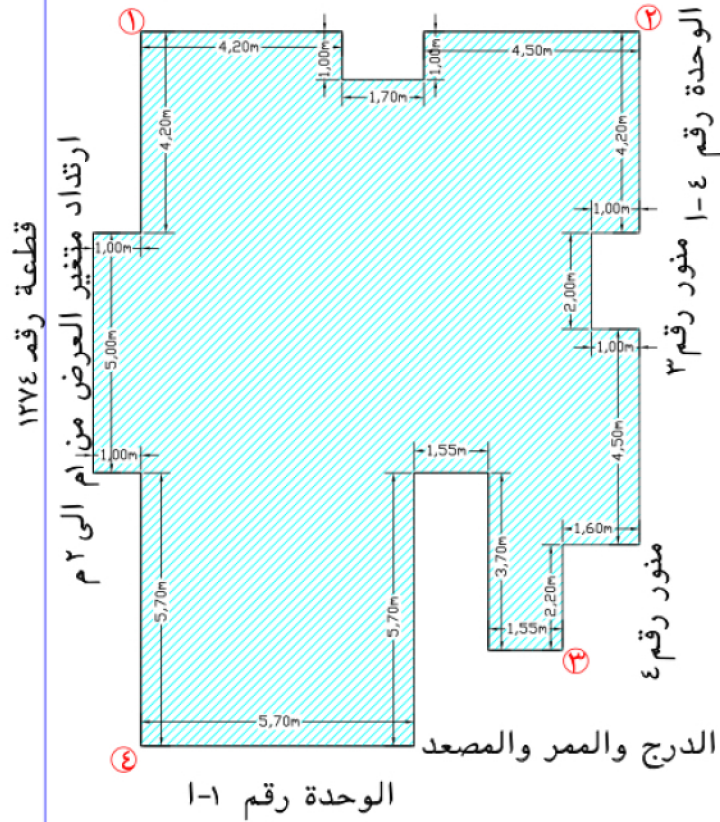 ١
٢
4,20m
1,00m
1,00m
4,50m
1,70m
4,20m
4,20m
1,00m
1,00m
2,00m
5,00m
1,00m
1,00m
1,55m
4,50m
1,60m
5,70m
5,70m
3,70m
2,20m
1,55m
٣
5,70m
٤
الوحدة رقم ٤-ا
منور رقم ٣
منور رقم ٤
الدرج والممر والمصعد
الوحدة رقم ١-ا
ارتداد متغير العرض من ١م الى ٢ م
قطعة رقم ١٢٧٤